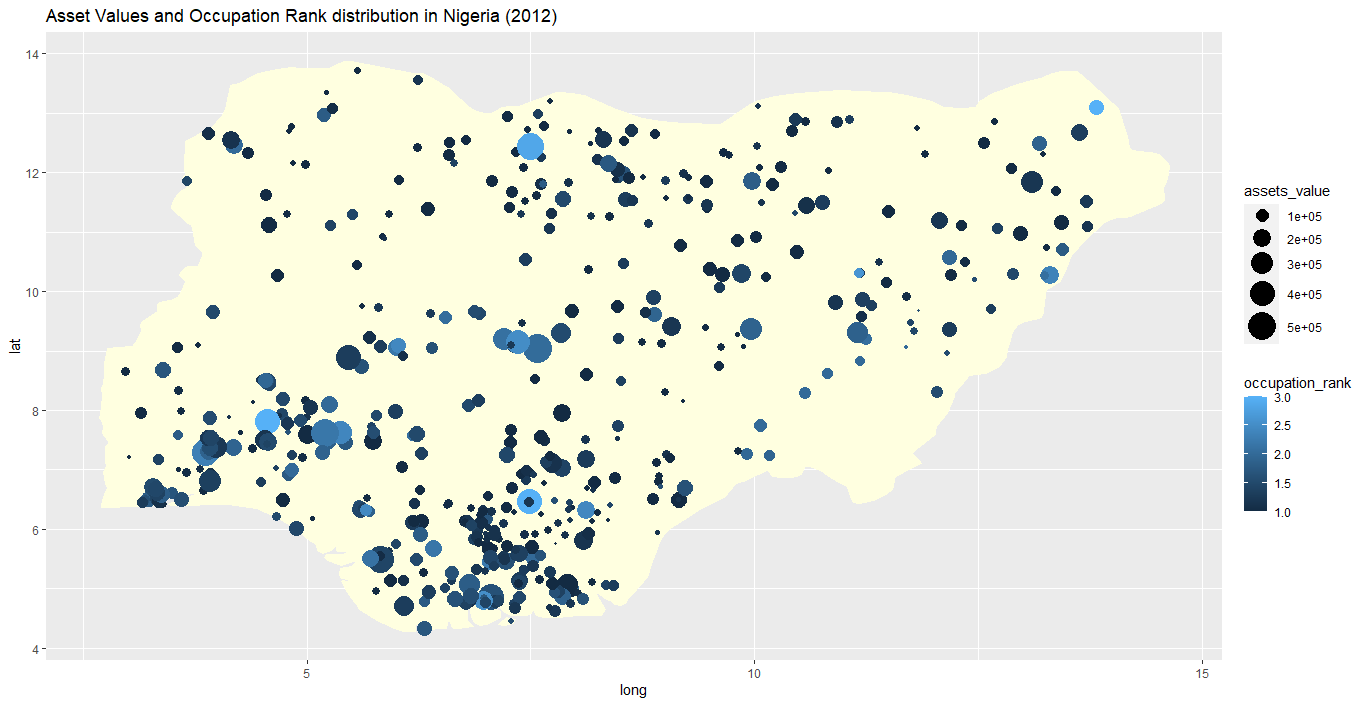 Asset Values and Occupation Rank distribution in Nigeria (2012)
14
12
10
8
6
4
lat
5
10
15
long
assets_value
1e+05
2e+05
3e+05
4e+05
5e+05
occupation_rank
3.0
2.5
2.0
1.5
1.0